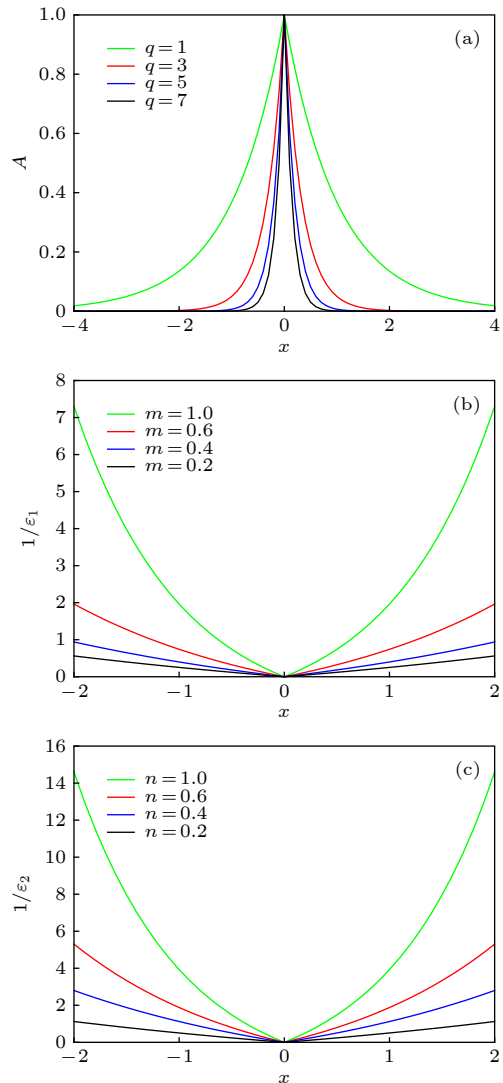 1.0
(a)
q=1
q=3
0.8
q=5
q=7
0.6
A
0.4
0.2
0
−4 −2 0 2 4
x
8
(b)
7
m=1.0
m=0.6
6
m=0.4
m=0.2
5
1/ε1
4
3
2
1
0
−2 −1 0 1 2
x
16
(c)
14
n=1.0
n=0.6
12
n=0.4
n=0.2
10
1/ε2
8
6
4
2
0
−2 −1 0 1 2
x